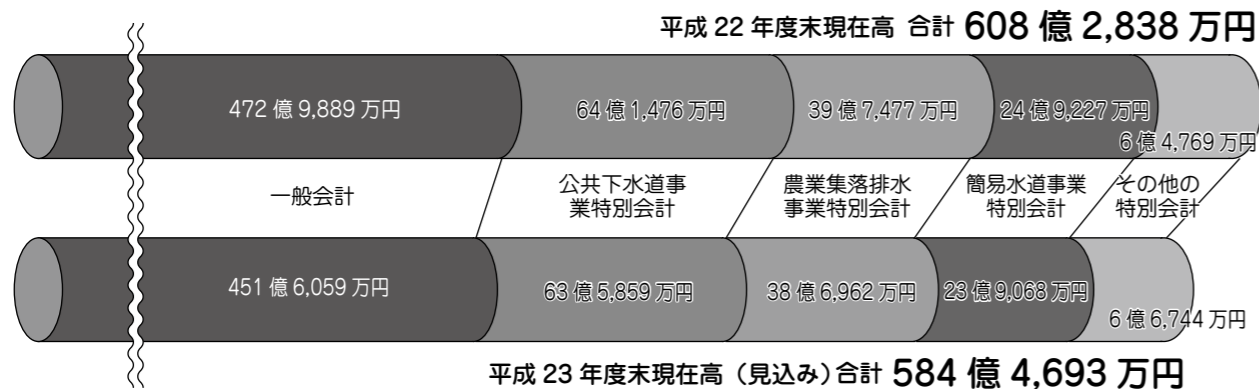 平成 22 年度末現在高 合計 608 億 2,838 万円
472 億 9,889 万円
64 億 1,476 万円
39 億 7,477 万円
24 億 9,227 万円
6 億 4,769 万円
一般会計
公共下水道事
業特別会計
農業集落排水
事業特別会計
簡易水道事業
特別会計
その他の
特別会計
451 億 6,059 万円
63 億 5,859 万円
38 億 6,962 万円
23 億 9,068 万円
6 億 6,744 万円
平成 23 年度末現在高（見込み）合計 584 億 4,693 万円